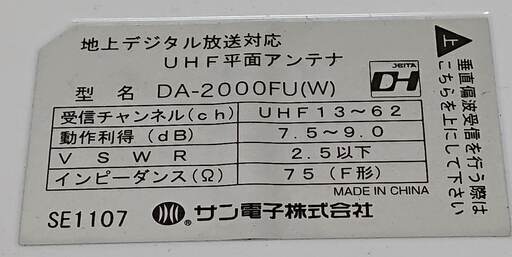 地上デジタル放送対応
UHF平面アンテナ
JEITA
DH
型 名 DA-2000FU(W)
受信チャンネル(ch) UHF13～62
動作利得(dB) 7.5～9.0
VSWR 2.5以下
インピーダンス(Ω) 75(F形)
MADE IN CHINA
SE1107 サン電子株式会社
上
垂直偏波受信を行う際は
こちらを上にして下さい